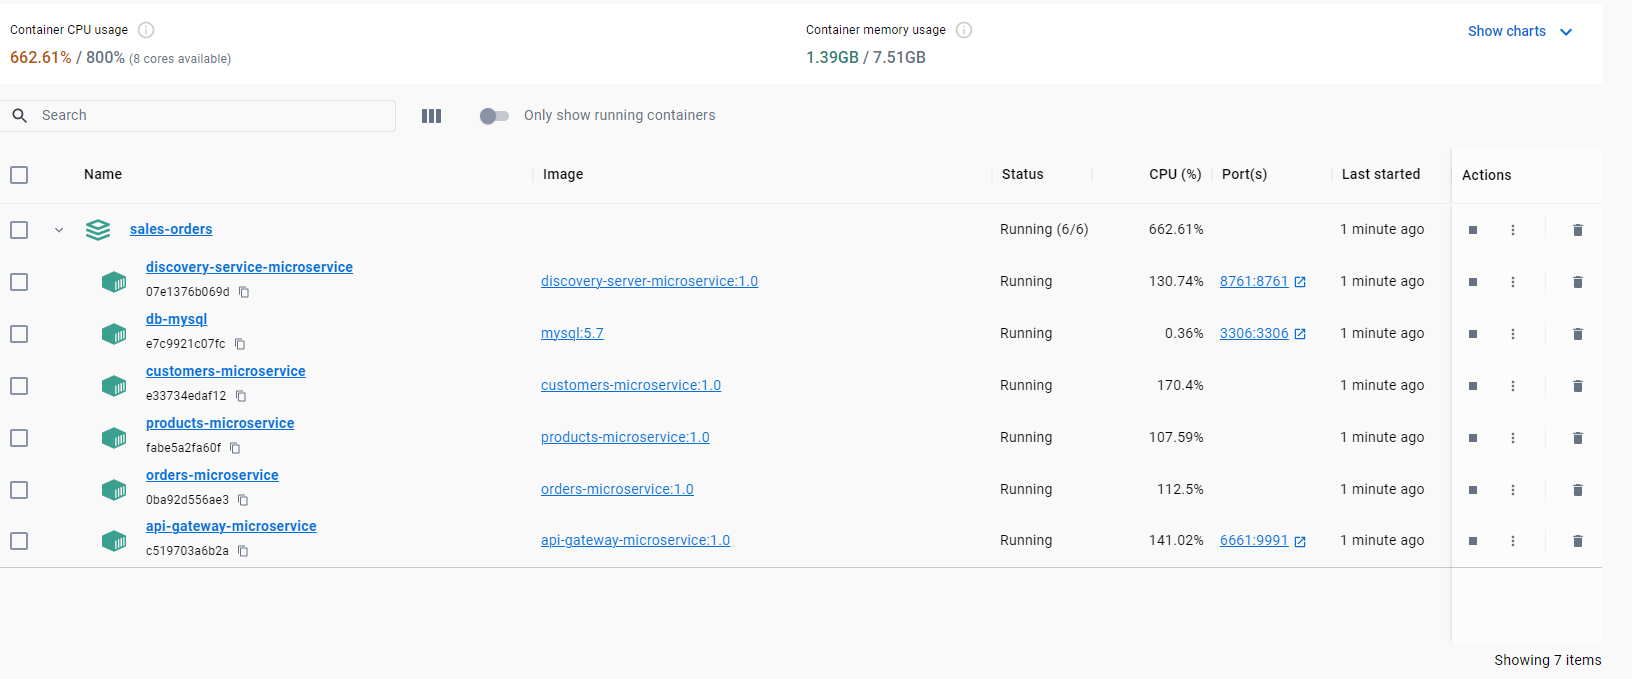 Container CPU usage
662.61% / 800% (8 cores available)
Container memory usage
1.39GB / 7.51GB
Show charts
Search
Only show running containers
Name Image Status CPU (%) Port(s) Last started Actions
sales-orders Running (6/6) 662.61% 1 minute ago
discovery-service-microservice
07e1376b069d
discovery-server-microservice:1.0 Running 130.74% 8761:8761 1 minute ago
db-mysql
e7c9921c07fc
mysql:5.7 Running 0.36% 3306:3306 1 minute ago
customers-microservice
e33734edaf12
customers-microservice:1.0 Running 170.4% 1 minute ago
products-microservice
fabe5a2fa60f
products-microservice:1.0 Running 107.59% 1 minute ago
orders-microservice
0ba92d556ae3
orders-microservice:1.0 Running 112.5% 1 minute ago
api-gateway-microservice
c519703a6b2a
api-gateway-microservice:1.0 Running 141.02% 6661:9991 1 minute ago
Showing 7 items